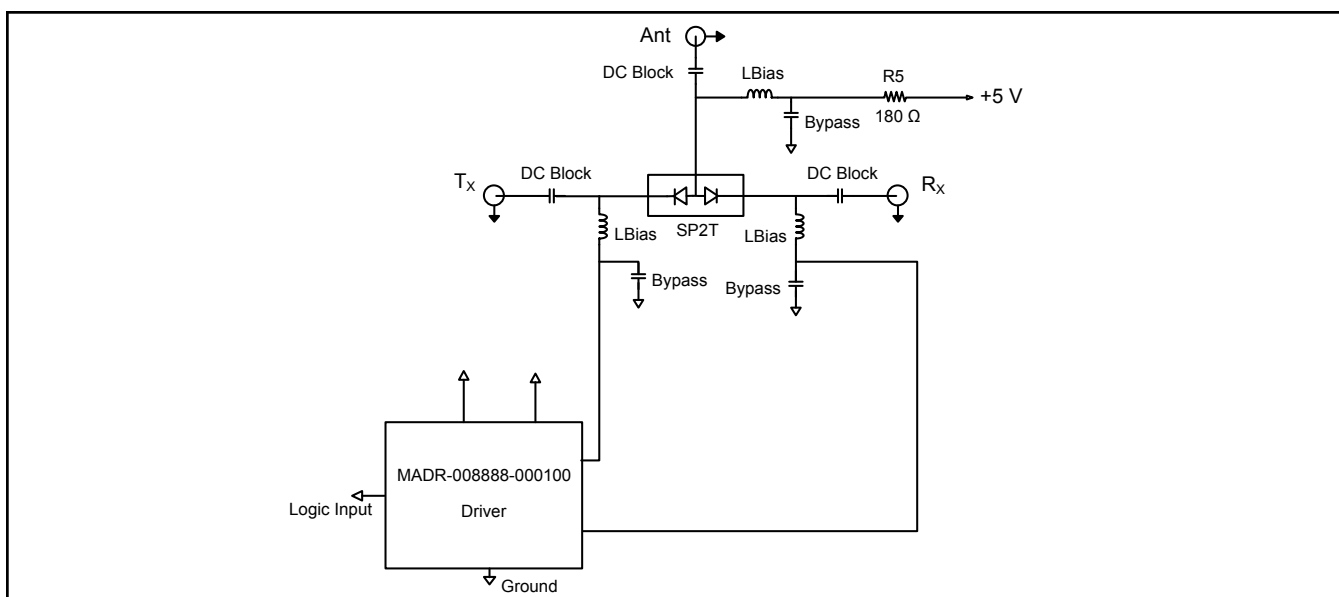 Ant
DC Block
LBias
R5
+5 V
180 Ω
Bypass
TX
DC Block
DC Block
RX
SP2T
LBias
LBias
Bypass
Bypass
MADR-008888-000100
Driver
Logic Input
Ground